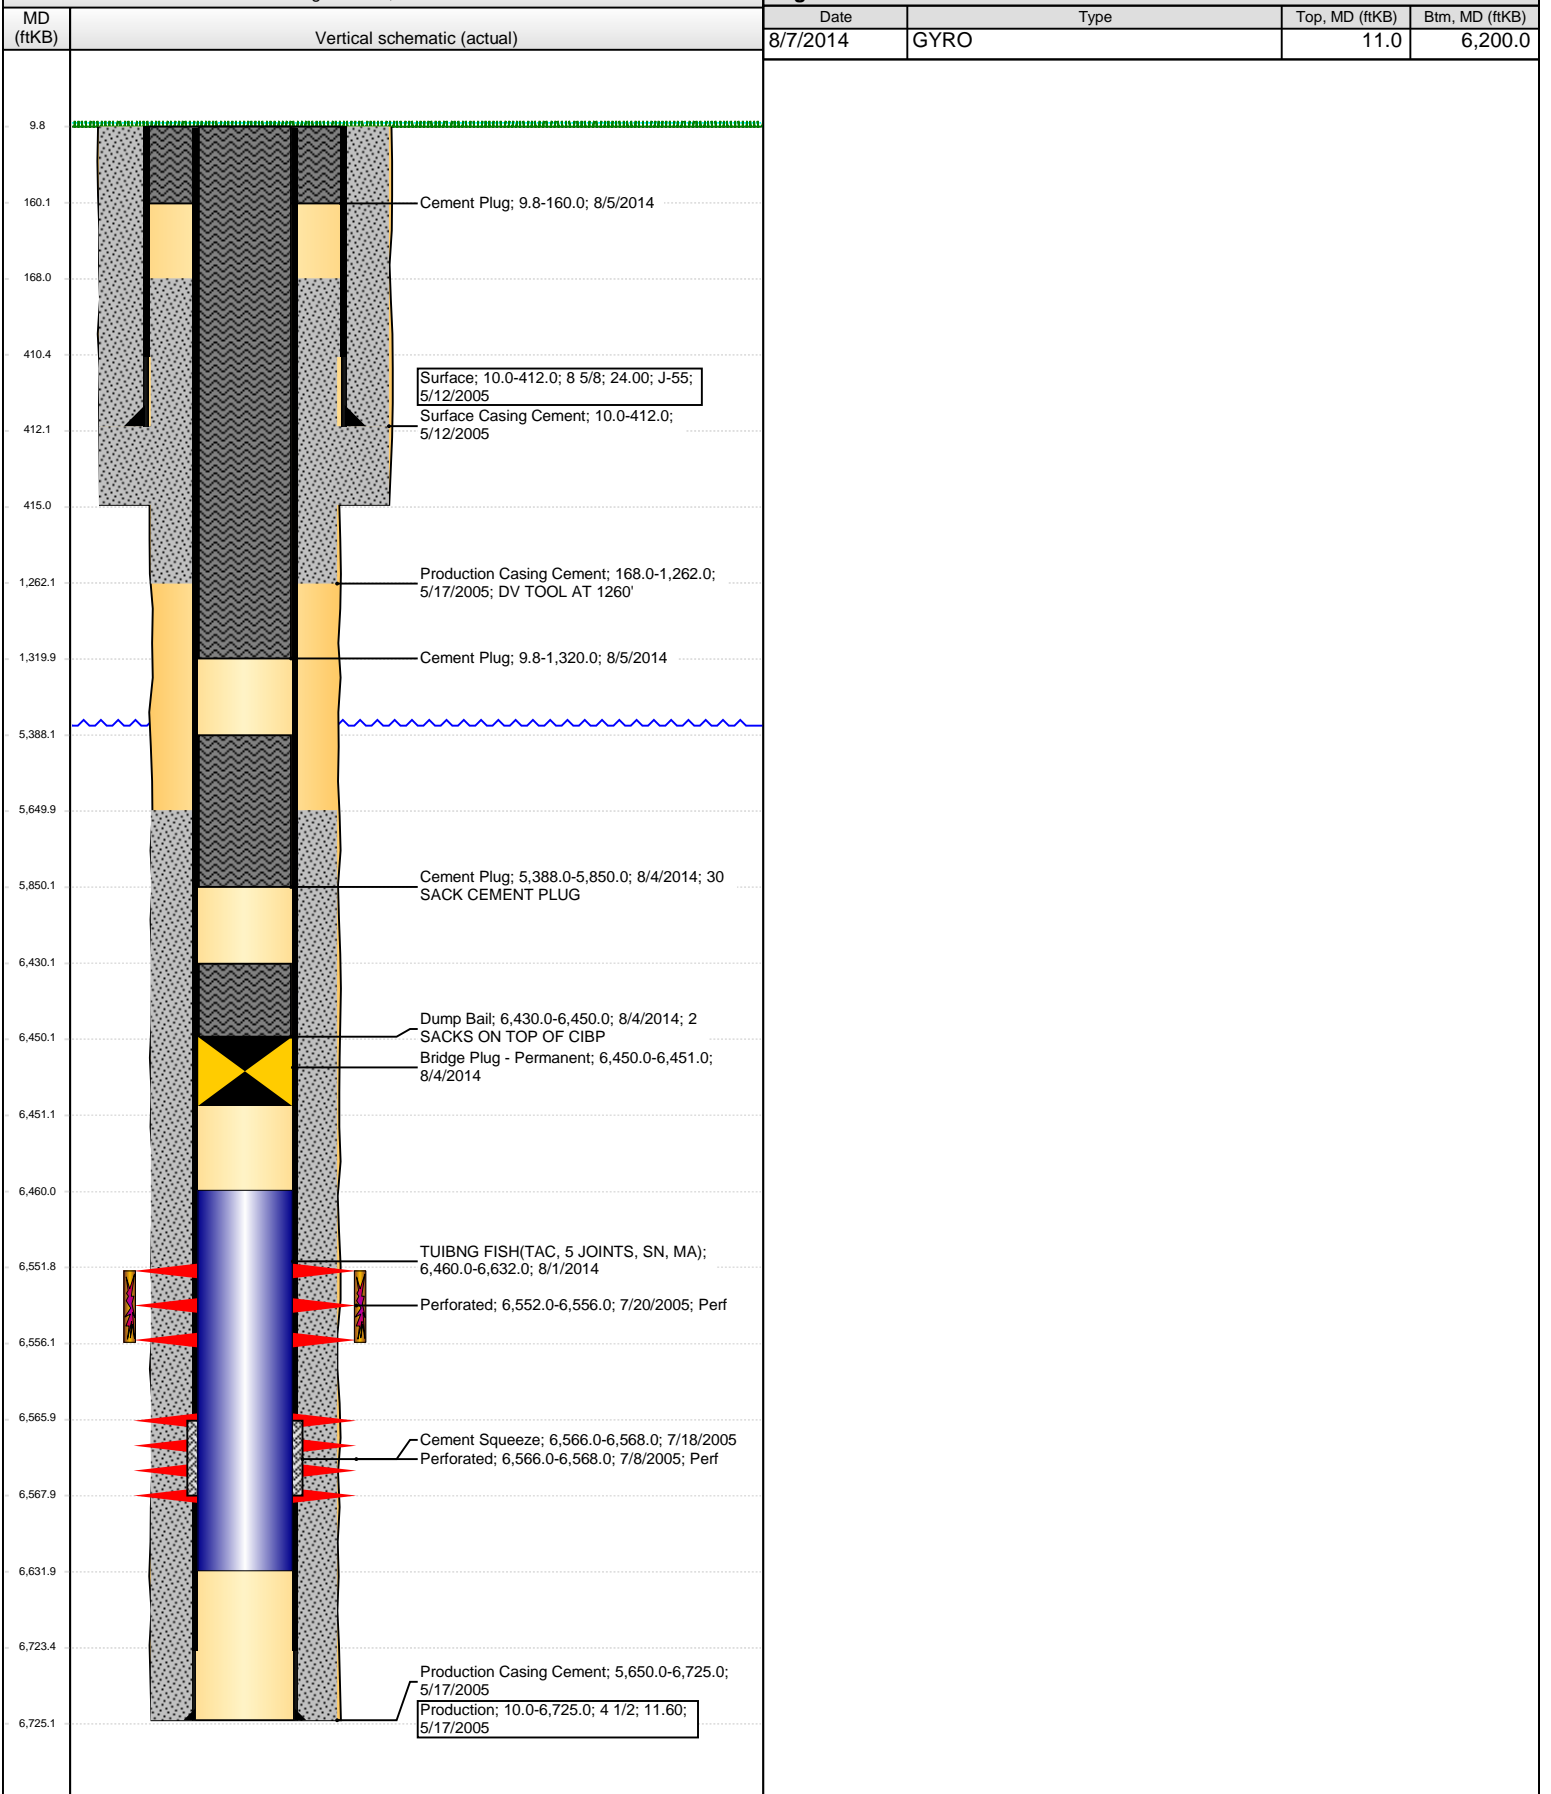 MD
(ftKB)
Vertical schematic (actual)
Date Type Top, MD (ftKB) Btm, MD (ftKB)
8/7/2014 GYRO 11.0 6,200.0
9.8
160.1
Cement Plug; 9.8-160.0; 8/5/2014
168.0
410.4
Surface; 10.0-412.0; 8 5/8; 24.00; J-55;
5/12/2005
Surface Casing Cement; 10.0-412.0;
5/12/2005
412.1
415.0
1,262.1
Production Casing Cement; 168.0-1,262.0;
5/17/2005; DV TOOL AT 1260'
1,319.9
Cement Plug; 9.8-1,320.0; 8/5/2014
5,388.1
5,649.9
5,850.1
Cement Plug; 5,388.0-5,850.0; 8/4/2014; 30
SACK CEMENT PLUG
6,430.1
Dump Bail; 6,430.0-6,450.0; 8/4/2014; 2
SACKS ON TOP OF CIBP
6,450.1
Bridge Plug - Permanent; 6,450.0-6,451.0;
8/4/2014
6,451.1
6,460.0
TUIBNG FISH(TAC, 5 JOINTS, SN, MA);
6,460.0-6,632.0; 8/1/2014
6,551.8
Perforated; 6,552.0-6,556.0; 7/20/2005; Perf
6,556.1
6,565.9
Cement Squeeze; 6,566.0-6,568.0; 7/18/2005
Perforated; 6,566.0-6,568.0; 7/8/2005; Perf
6,567.9
6,631.9
6,723.4
Production Casing Cement; 5,650.0-6,725.0;
5/17/2005
Production; 10.0-6,725.0; 4 1/2; 11.60;
5/17/2005
6,725.1